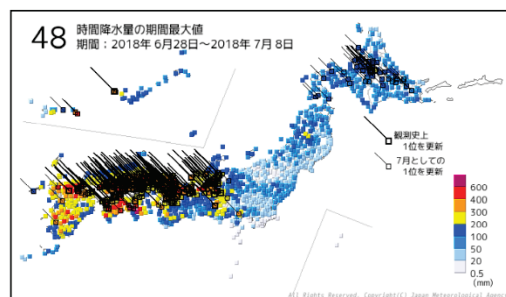 48 時間降水量の期間最大値
期間：2018年 6月28日～2018年 7月 8日
観測史上
1位を更新
7月としての
1位を更新
600
400
300
200
100
50
20
0.5
(mm)
All Rights Reserved, Copyright(C) Japan Meteorological Agency